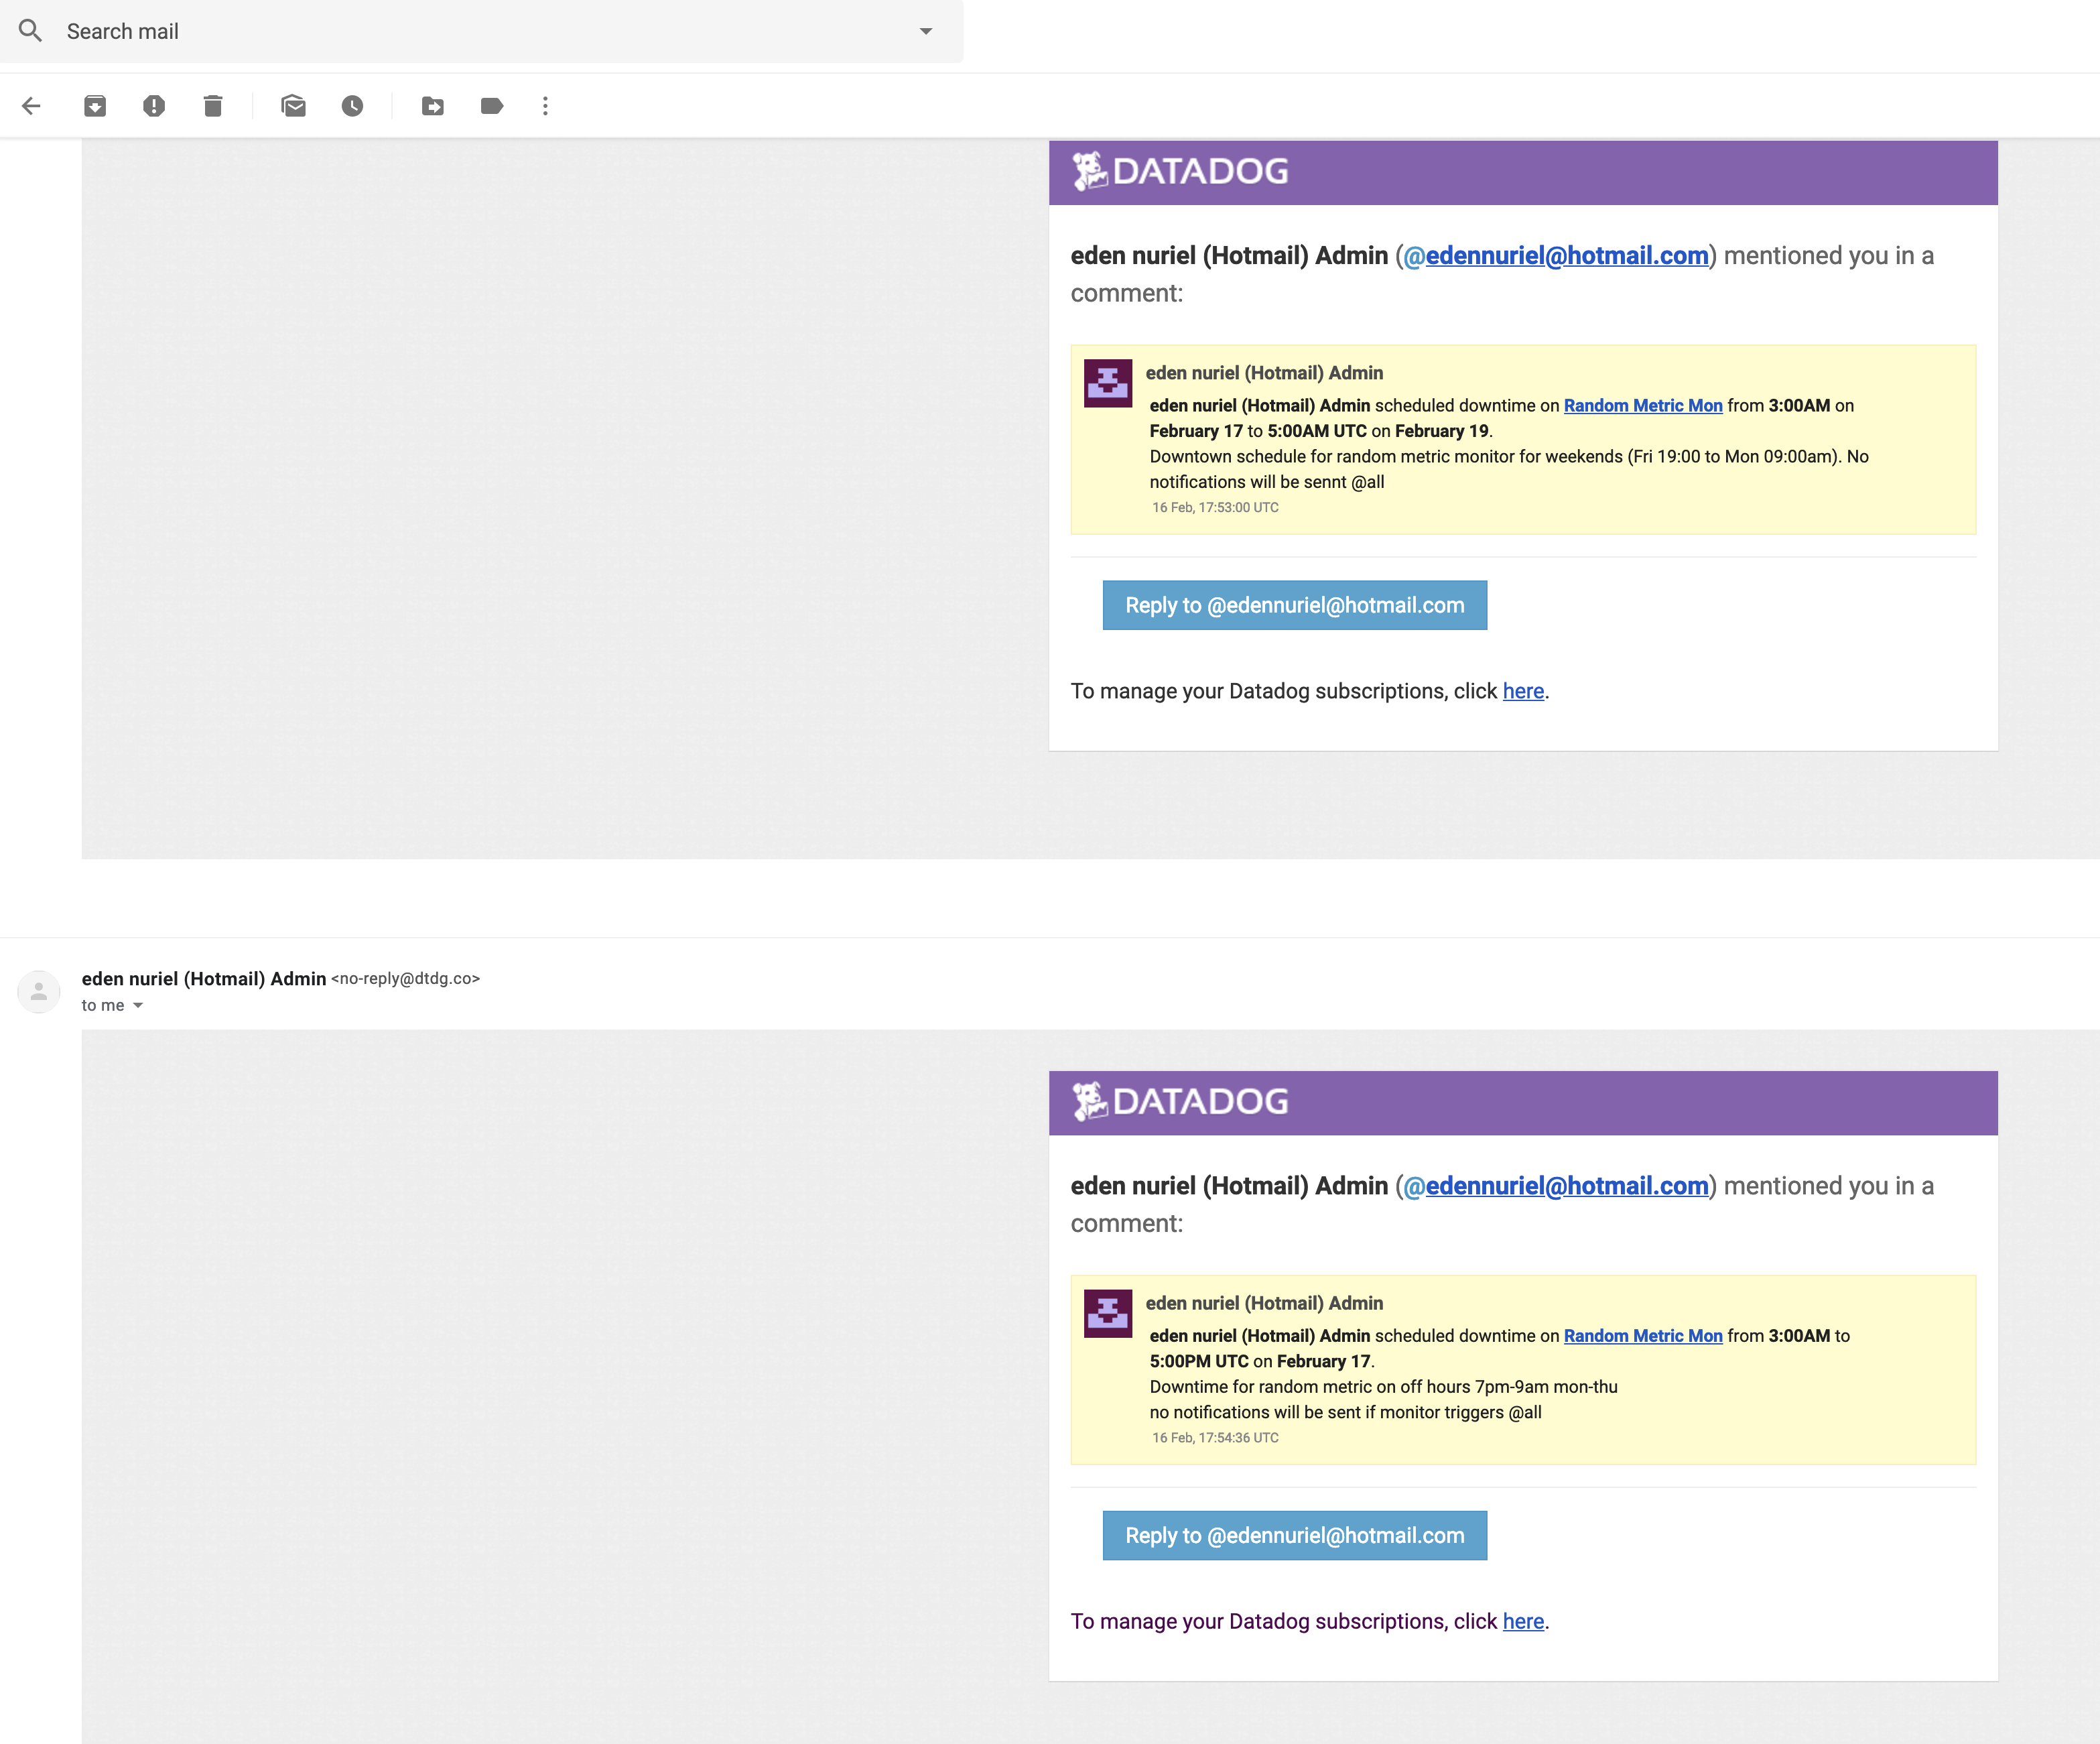 Search mail
DATADOG
eden nuriel (Hotmail) Admin (@edennuriel@hotmail.com) mentioned you in a
comment:
eden nuriel (Hotmail) Admin
eden nuriel (Hotmail) Admin scheduled downtime on Random Metric Mon from 3:00AM on
February 17 to 5:00AM UTC on February 19.
Downtown schedule for random metric monitor for weekends (Fri 19:00 to Mon 09:00am). No
notifications will be sennt @all
16 Feb, 17:53:00 UTC
Reply to @edennuriel@hotmail.com
To manage your Datadog subscriptions, click here.
eden nuriel (Hotmail) Admin <no-reply@dtdg.co>
to me
DATADOG
eden nuriel (Hotmail) Admin (@edennuriel@hotmail.com) mentioned you in a
comment:
eden nuriel (Hotmail) Admin
eden nuriel (Hotmail) Admin scheduled downtime on Random Metric Mon from 3:00AM to
5:00PM UTC on February 17.
Downtime for random metric on off hours 7pm-9am mon-thu
no notifications will be sent if monitor triggers @all
16 Feb, 17:54:36 UTC
Reply to @edennuriel@hotmail.com
To manage your Datadog subscriptions, click here.